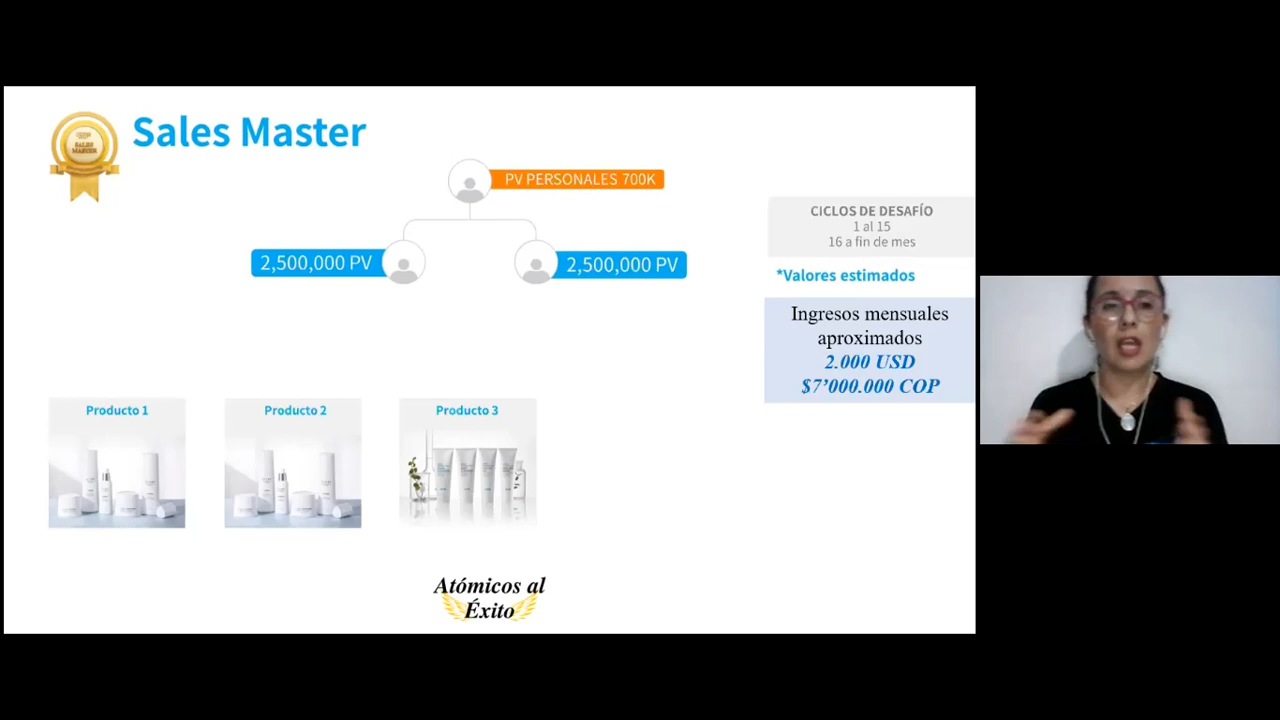 Sales Master
SALES
MASTER
PV PERSONALES 700K
2,500,000 PV
2,500,000 PV
CICLOS DE DESAFÍO
1 al 15
16 a fin de mes
*Valores estimados
Ingresos mensuales
aproximados
2.000 USD
$7’000.000 COP
Producto 1
Producto 2
Producto 3
Atómicos al
Éxito